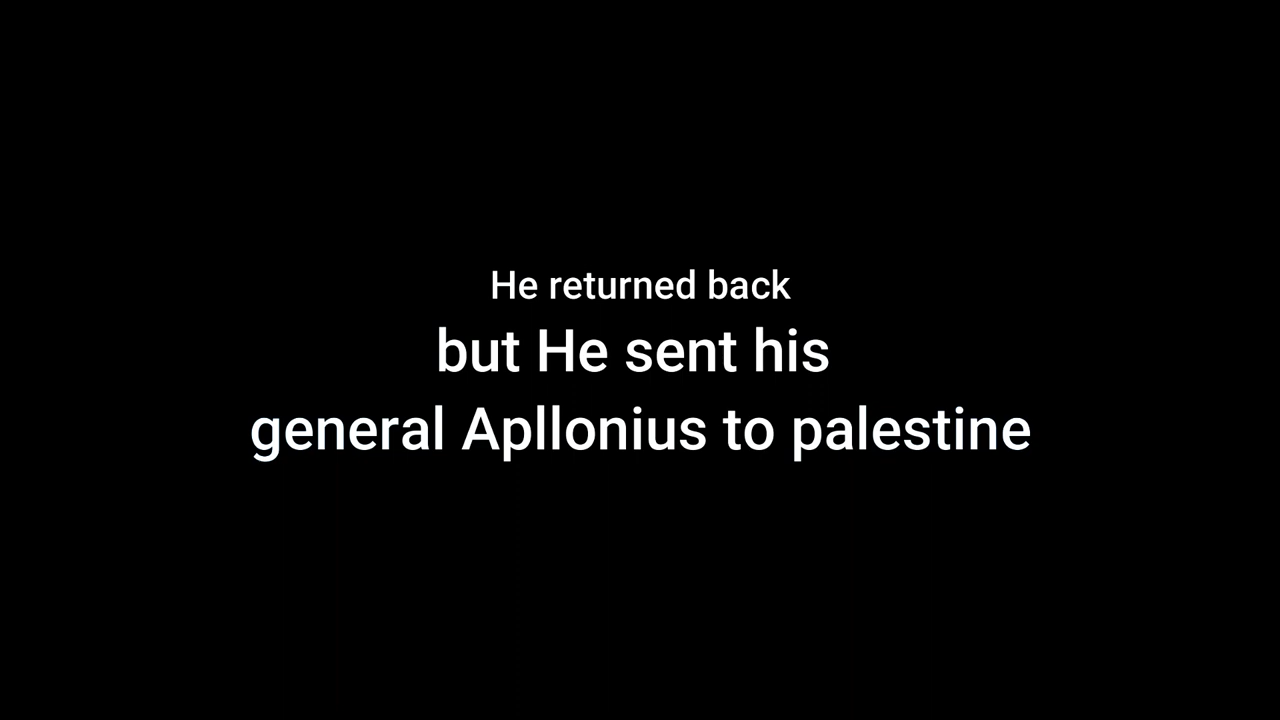 He returned back
but He sent his
general Apllonius to palestine